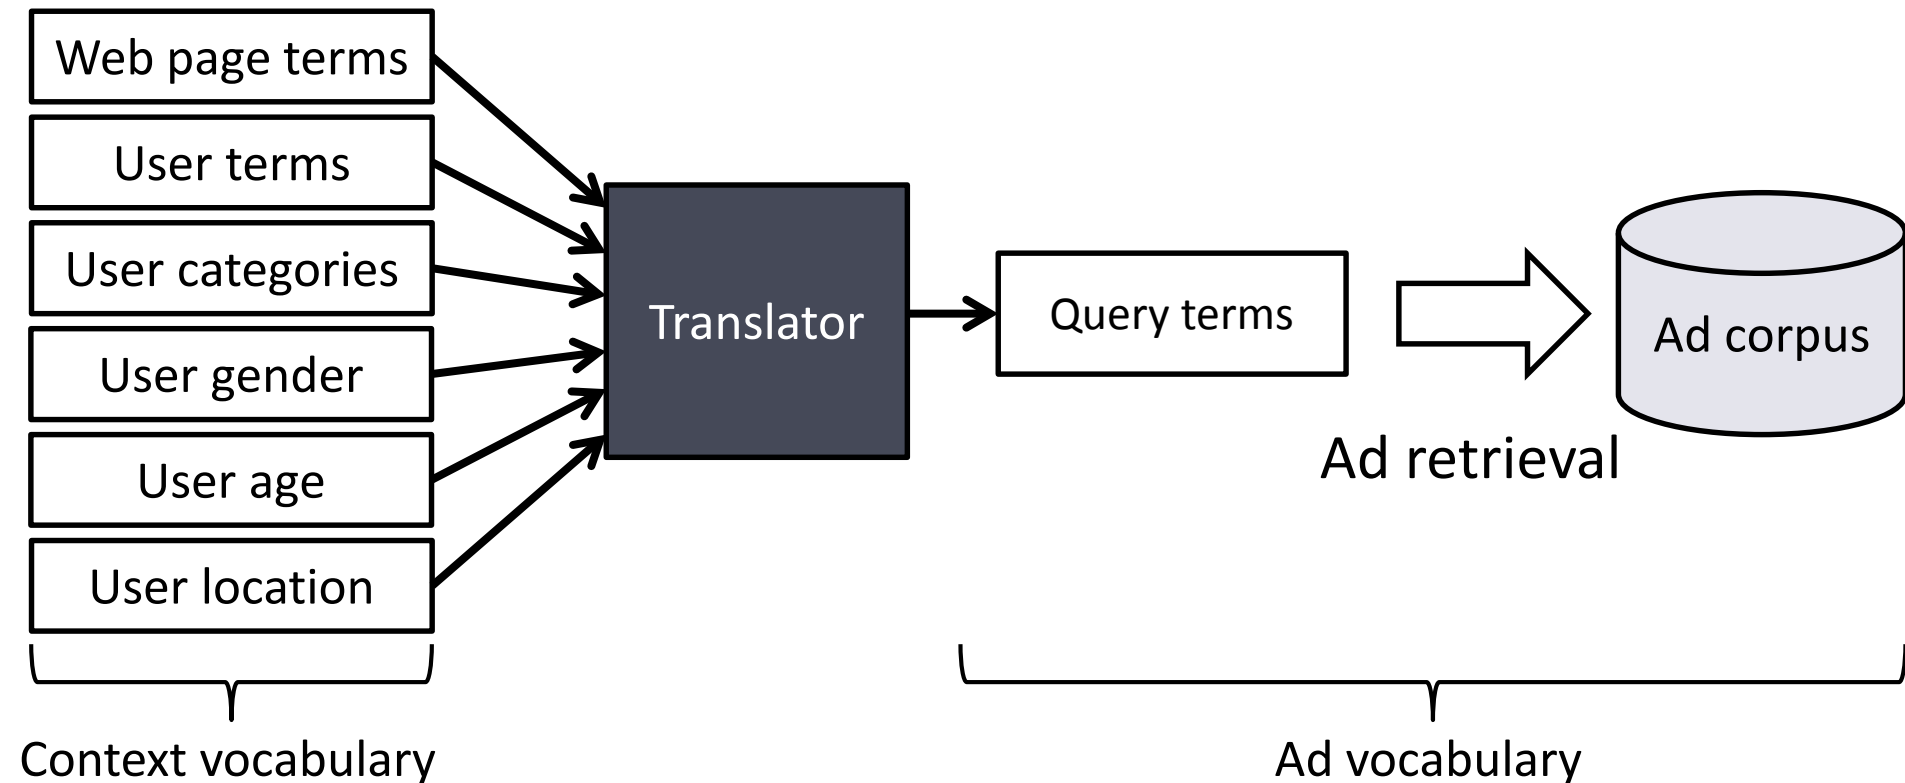 Web page terms
User terms
User categories
User gender
User age
User location
Context vocabulary
Translator
Query terms
Ad retrieval
Ad corpus
Ad vocabulary